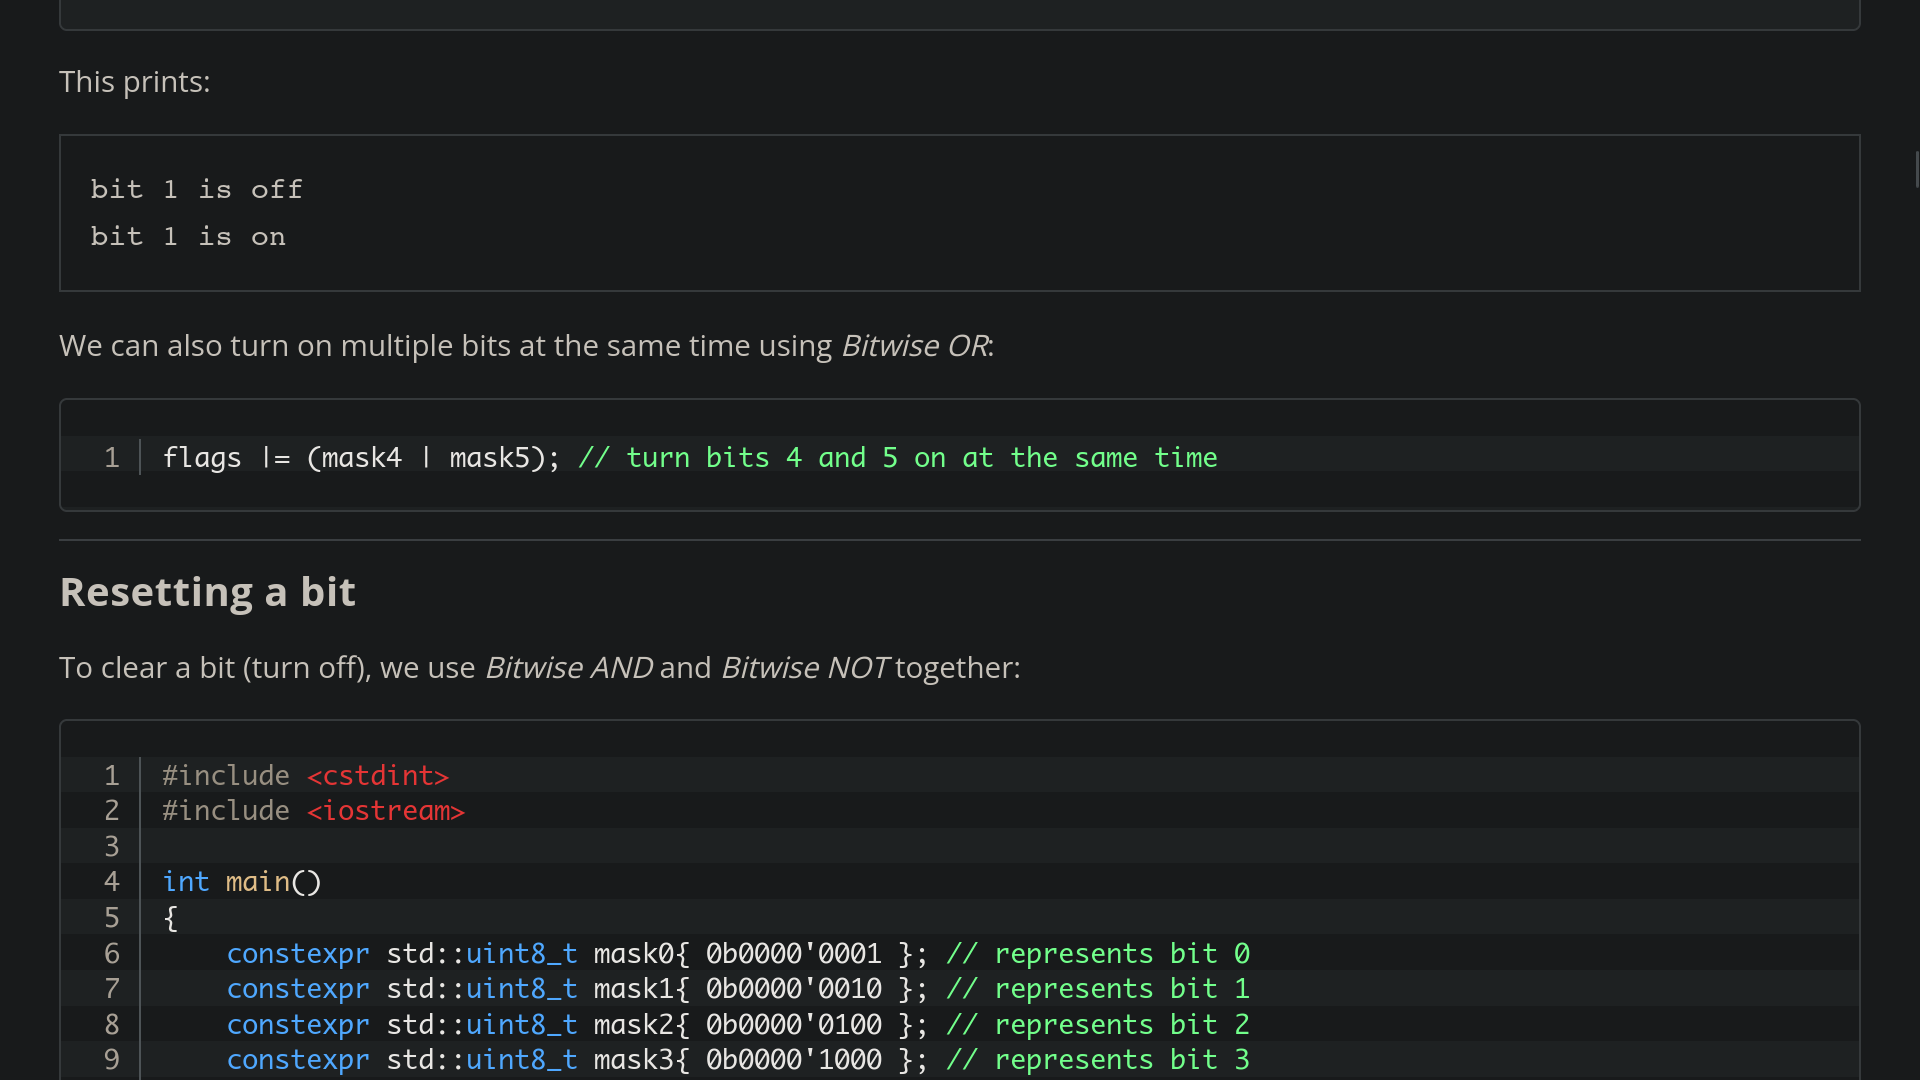 This prints:
bit 1 is off
bit 1 is on
We can also turn on multiple bits at the same time using Bitwise OR:
1 flags |= (mask4 | mask5); // turn bits 4 and 5 on at the same time
Resetting a bit
To clear a bit (turn off), we use Bitwise AND and Bitwise NOT together:
1 #include <cstdint>
2 #include <iostream>
3
4 int main()
5 {
6     constexpr std::uint8_t mask0{ 0b0000'0001 }; // represents bit 0
7     constexpr std::uint8_t mask1{ 0b0000'0010 }; // represents bit 1
8     constexpr std::uint8_t mask2{ 0b0000'0100 }; // represents bit 2
9     constexpr std::uint8_t mask3{ 0b0000'1000 }; // represents bit 3